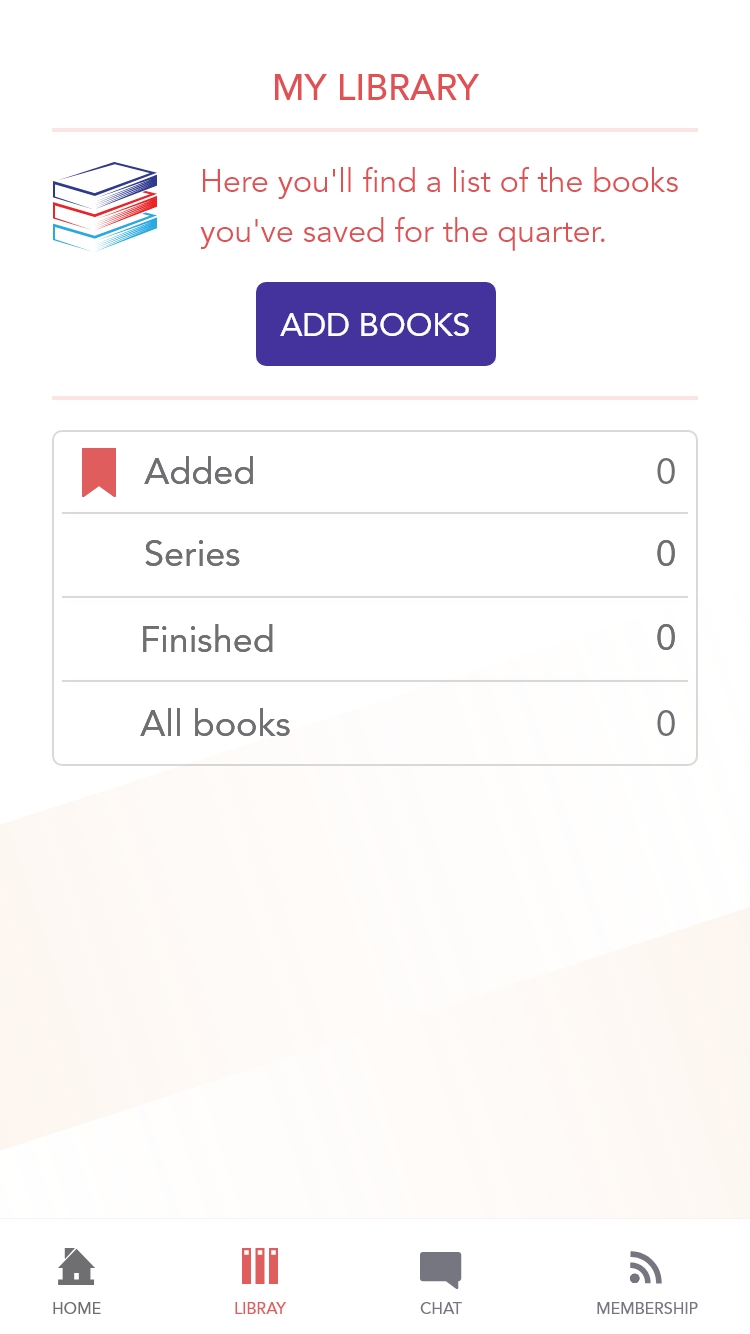 MY LIBRARY
Here you'll find a list of the books
you've saved for the quarter.
ADD BOOKS
Added 0
Series 0
Finished 0
All books 0
HOME LIBRAY CHAT MEMBERSHIP